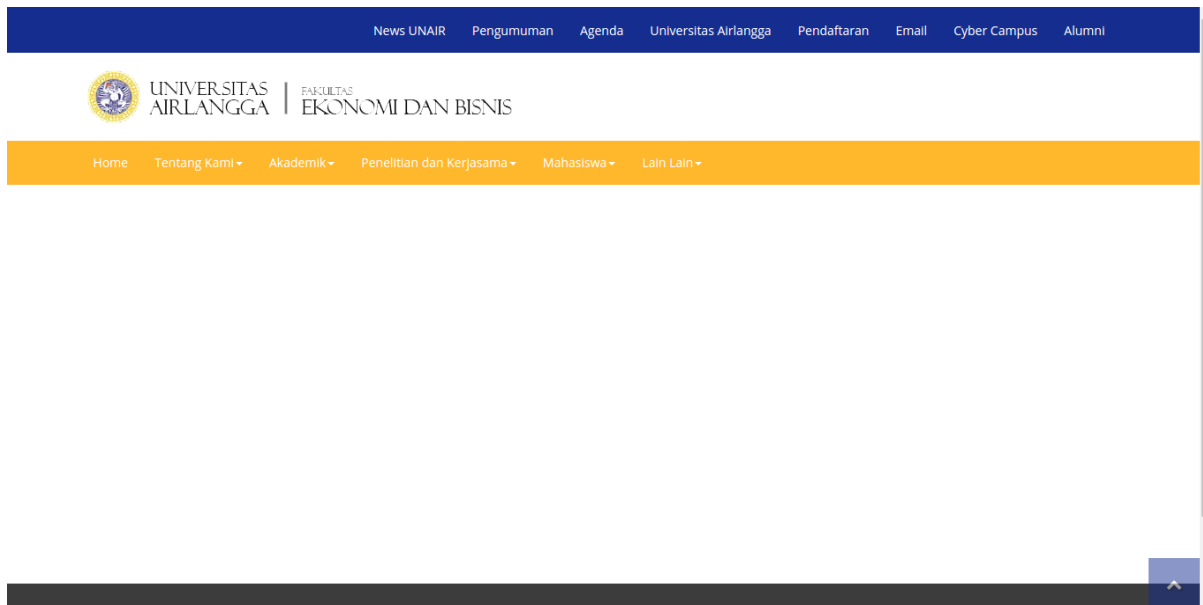 News UNAIR Pengumuman Agenda Universitas Airlangga Pendaftaran Email Cyber Campus Alumni
UNIVERSITAS AIRLANGGA
FAKULTAS
EKONOMI DAN BISNIS
Home Tentang Kami Akademik Penelitian dan Kerjasama Mahasiswa Lain Lain